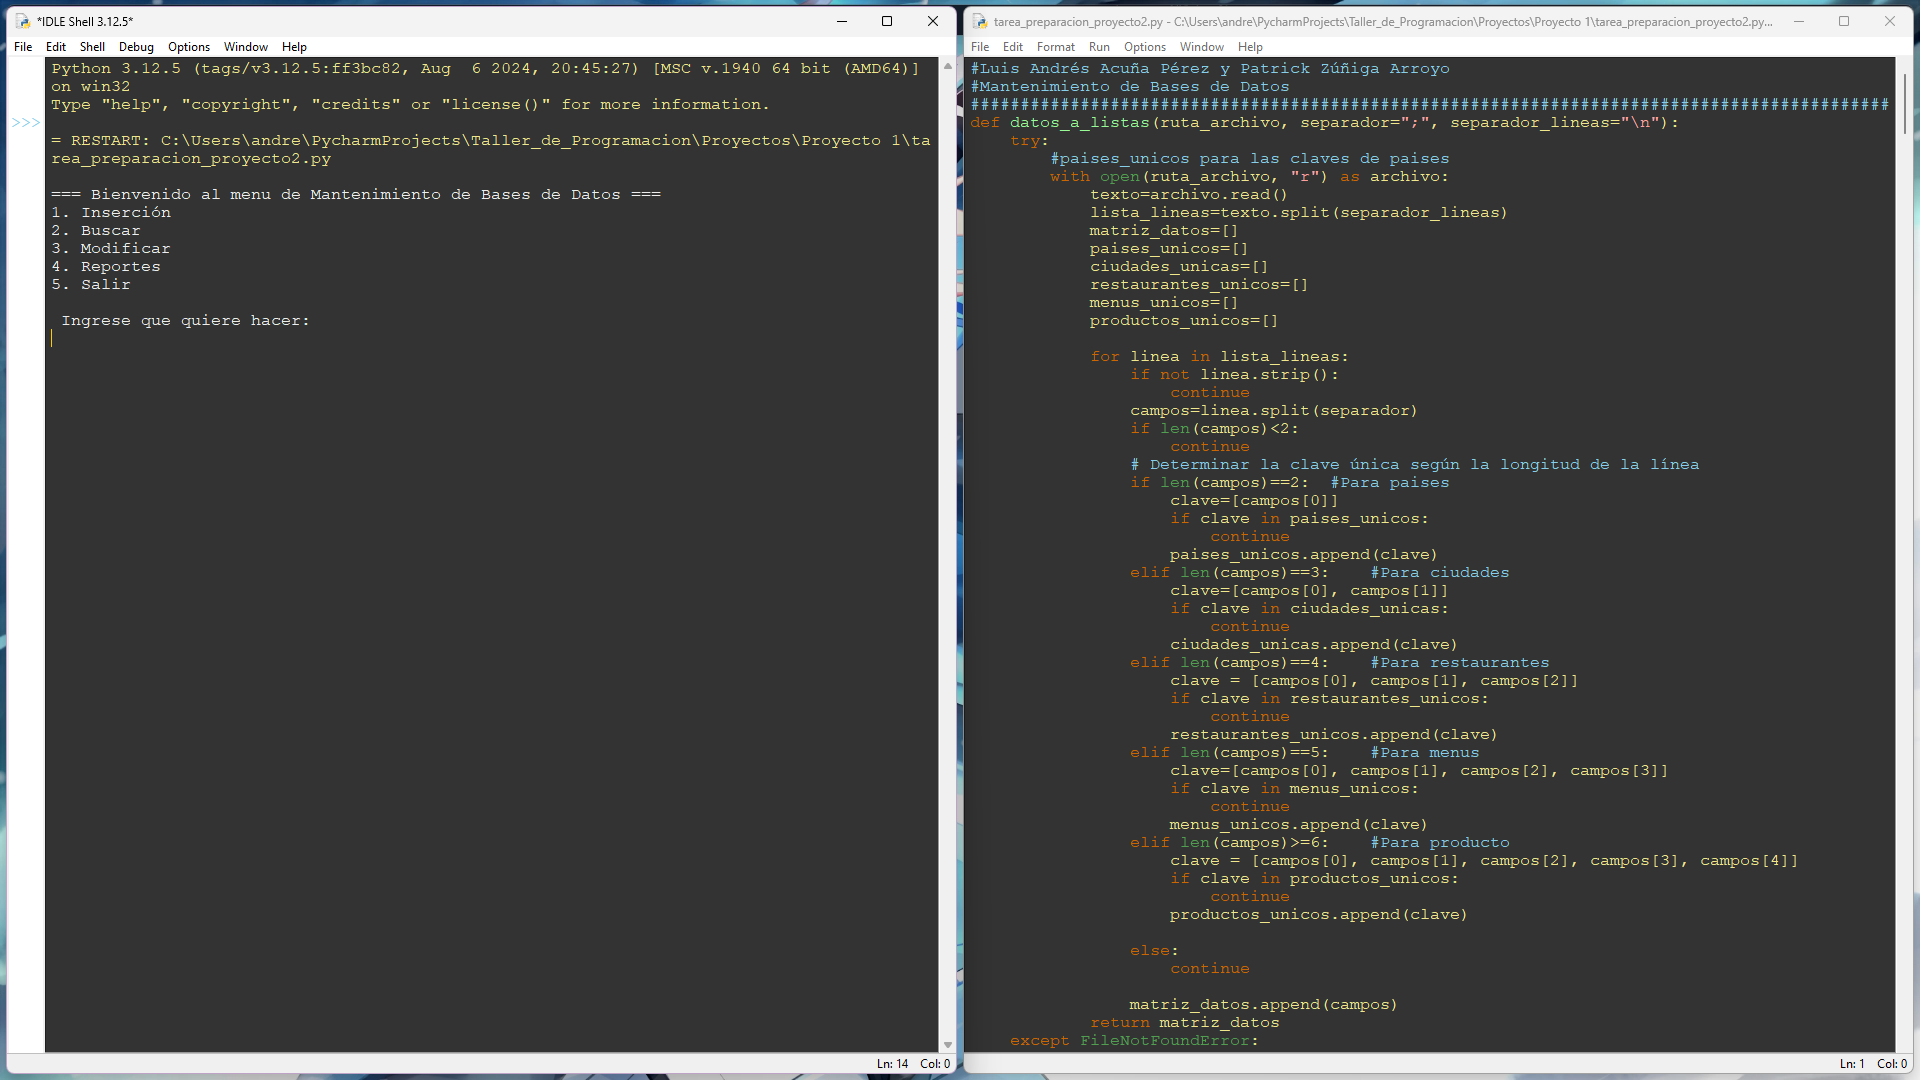 *IDLE Shell 3.12.5*
File Edit Shell Debug Options Window Help
Python 3.12.5 (tags/v3.12.5:ff3bc82, Aug  6 2024, 20:45:27) [MSC v.1940 64 bit (AMD64)]
on win32
Type "help", "copyright", "credits" or "license()" for more information.
>>>
= RESTART: C:\Users\andre\PycharmProjects\Taller_de_Programacion\Proyectos\Proyecto 1\ta
rea_preparacion_proyecto2.py
=== Bienvenido al menu de Mantenimiento de Bases de Datos ===
1. Inserción
2. Buscar
3. Modificar
4. Reportes
5. Salir
Ingrese que quiere hacer:
Ln: 14 Col: 0
tarea_preparacion_proyecto2.py - C:\Users\andre\PycharmProjects\Taller_de_Programacion\Proyectos\Proyecto 1\tarea_preparacion_proyecto2.py...
File Edit Format Run Options Window Help
#Luis Andrés Acuña Pérez y Patrick Zúñiga Arroyo
#Mantenimiento de Bases de Datos
############################################################################################
def datos_a_listas(ruta_archivo, separador=";", separador_lineas="\n"):
    try:
        #paises_unicos para las claves de paises
        with open(ruta_archivo, "r") as archivo:
            texto=archivo.read()
            lista_lineas=texto.split(separador_lineas)
            matriz_datos=[]
            paises_unicos=[]
            ciudades_unicas=[]
            restaurantes_unicos=[]
            menus_unicos=[]
            productos_unicos=[]
            for linea in lista_lineas:
                if not linea.strip():
                    continue
                campos=linea.split(separador)
                if len(campos)<2:
                    continue
                # Determinar la clave única según la longitud de la línea
                if len(campos)==2:  #Para paises
                    clave=[campos[0]]
                    if clave in paises_unicos:
                        continue
                    paises_unicos.append(clave)
                elif len(campos)==3:    #Para ciudades
                    clave=[campos[0], campos[1]]
                    if clave in ciudades_unicas:
                        continue
                    ciudades_unicas.append(clave)
                elif len(campos)==4:    #Para restaurantes
                    clave = [campos[0], campos[1], campos[2]]
                    if clave in restaurantes_unicos:
                        continue
                    restaurantes_unicos.append(clave)
                elif len(campos)==5:    #Para menus
                    clave=[campos[0], campos[1], campos[2], campos[3]]
                    if clave in menus_unicos:
                        continue
                    menus_unicos.append(clave)
                elif len(campos)>=6:    #Para producto
                    clave = [campos[0], campos[1], campos[2], campos[3], campos[4]]
                    if clave in productos_unicos:
                        continue
                    productos_unicos.append(clave)
                else:
                    continue
                matriz_datos.append(campos)
            return matriz_datos
    except FileNotFoundError:
Ln: 1 Col: 0